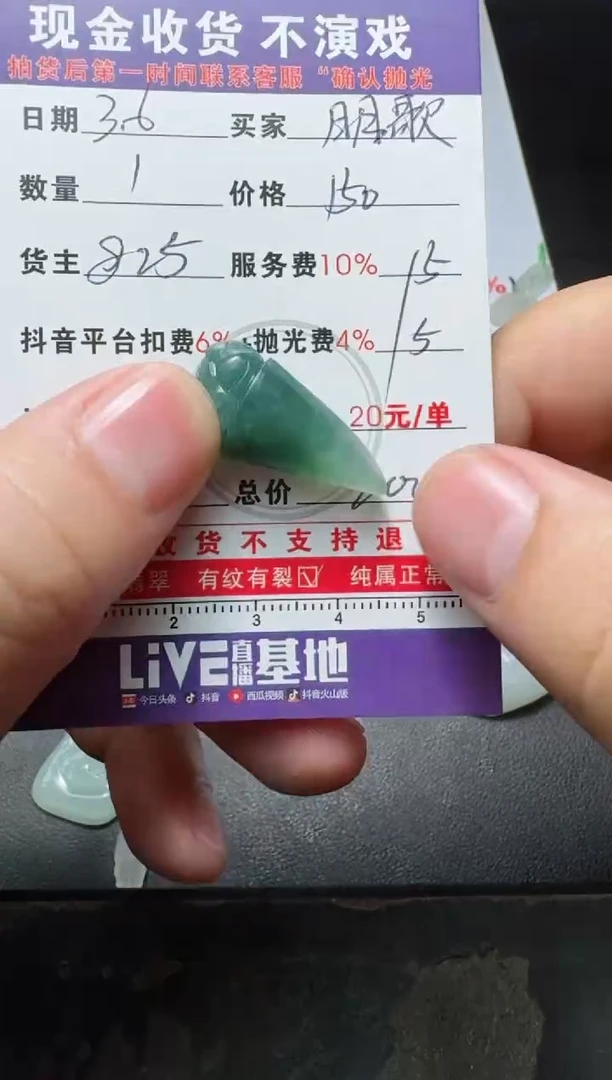 现金收货 不演戏
拍货后第一时间联系客服“确认抛光
日期 3.6 买家 明歌
数量 1 价格 150
货主 825 服务费10% 15
抖音平台扣费6% 抛光费4% 15
20元/单
总价
收货不支持退
翡翠 有纹有裂☑ 纯属正常
2 3 4 5
LiVE直播基地
今日头条 抖音 西瓜视频 抖音火山版